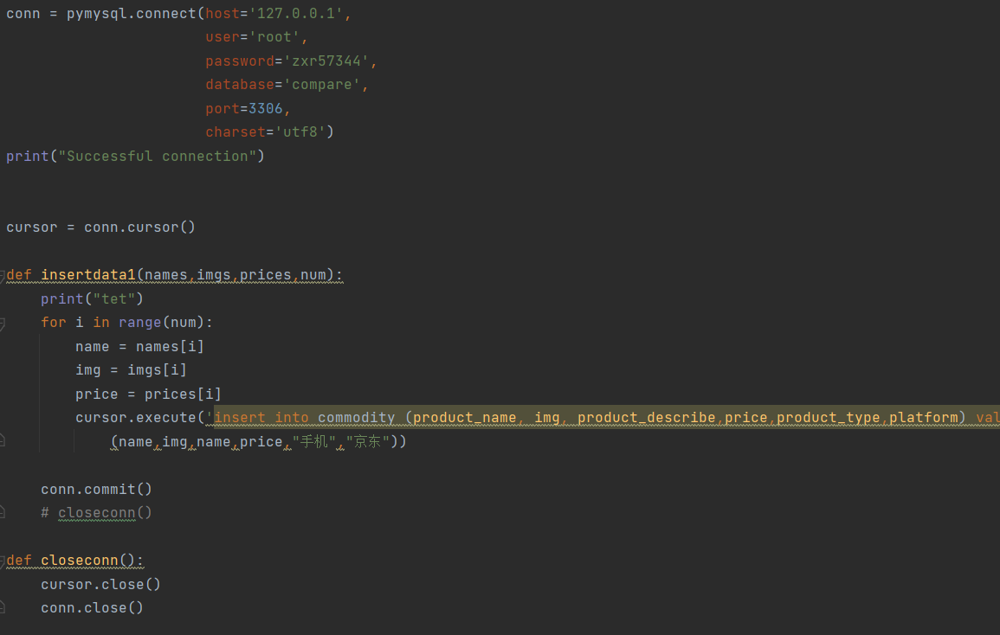 conn = pymysql.connect(host='127.0.0.1',
user='root',
password='zxr57344',
database='compare',
port=3306,
charset='utf8')
print("Successful connection")
cursor = conn.cursor()
def insertdata1(names,imgs,prices,num):
print("tet")
for i in range(num):
name = names[i]
img = imgs[i]
price = prices[i]
cursor.execute('insert into commodity (product_name, img, product_describe,price,product_type,platform) val
(name,img,name,price,"手机","京东"))
conn.commit()
# closeconn()
def closeconn():
cursor.close()
conn.close()